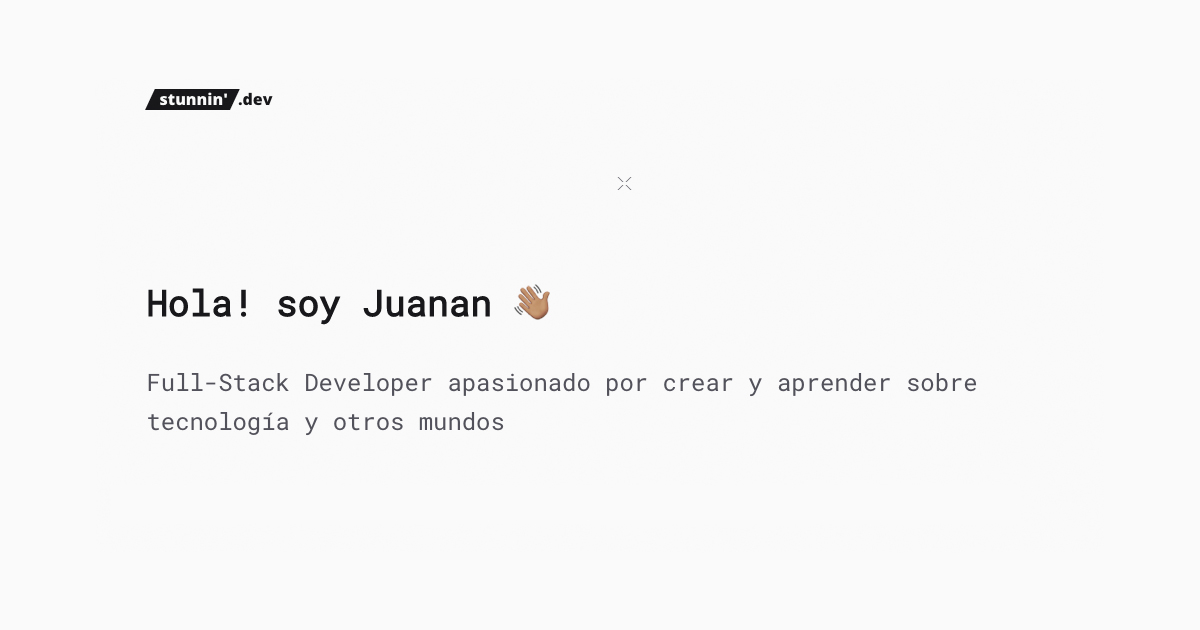 stunnin' .dev
Hola! soy Juanan 👋🏽
Full-Stack Developer apasionado por crear y aprender sobre
tecnología y otros mundos